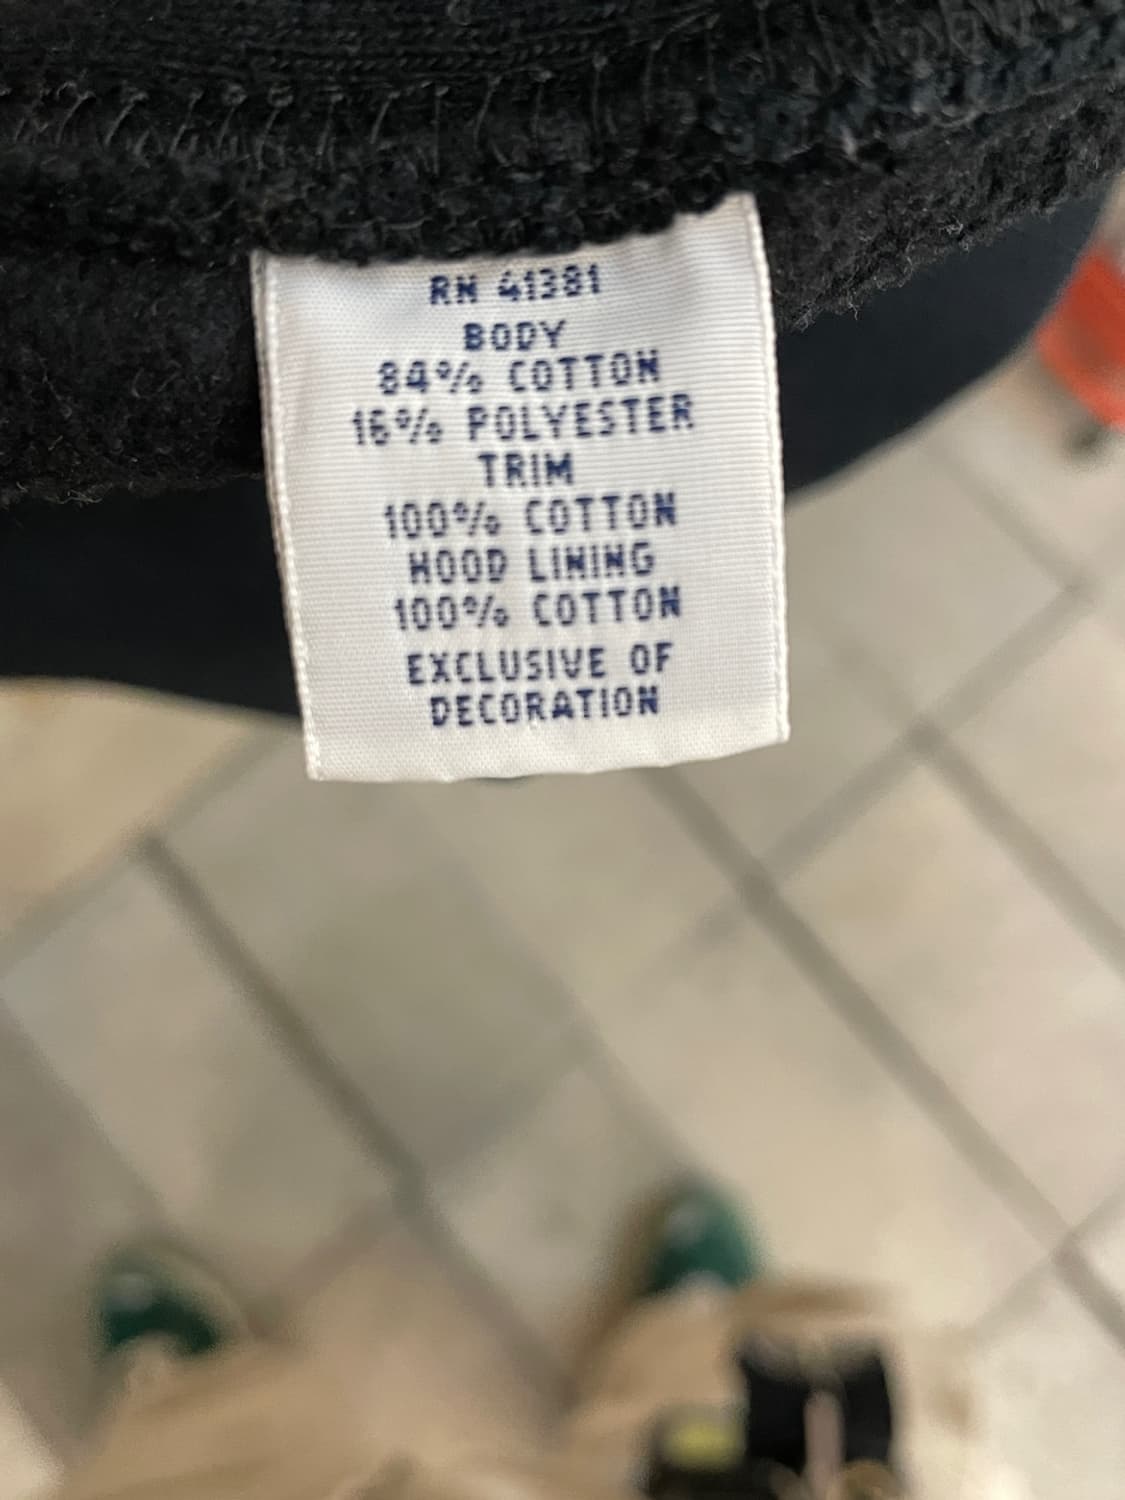 RN 41381
BODY
84% COTTON
16% POLYESTER
TRIM
100% COTTON
HOOD LINING
100% COTTON
EXCLUSIVE OF
DECORATION